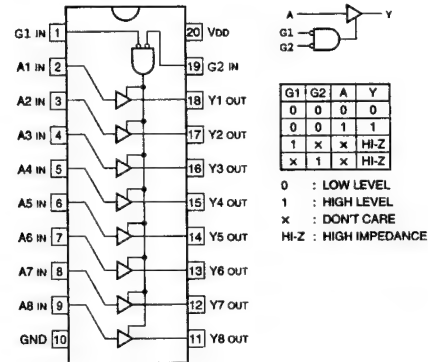 G1 IN 1
20 VDD
A1 IN 2
19 G2 IN
A2 IN 3
18 Y1 OUT
A3 IN 4
17 Y2 OUT
A4 IN 5
16 Y3 OUT
A5 IN 6
15 Y4 OUT
A6 IN 7
14 Y5 OUT
A7 IN 8
13 Y6 OUT
A8 IN 9
12 Y7 OUT
GND 10
11 Y8 OUT
A Y
G1
G2
G1 G2 A Y
0 0 0 0
0 0 1 1
1 × × HI-Z
× 1 × HI-Z
0 : LOW LEVEL
1 : HIGH LEVEL
× : DON'T CARE
HI-Z : HIGH IMPEDANCE